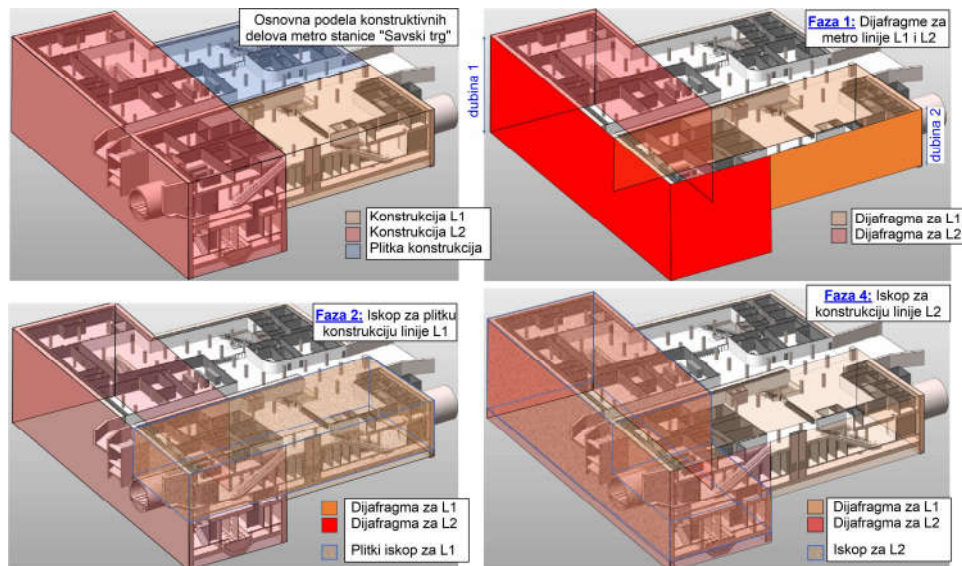 Osnovna podela konstruktivnih
delova metro stanice "Savski trg"
Konstrukcija L1
Konstrukcija L2
Plitka konstrukcija
Faza 1: Dijafragme za
metro linije L1 i L2
dubina 1
dubina 2
Dijafragma za L1
Dijafragma za L2
Faza 2: Iskop za plitku
konstrukciju linije L1
Dijafragma za L1
Dijafragma za L2
Plitki iskop za L1
Faza 4: Iskop za
konstrukciju linije L2
Dijafragma za L1
Dijafragma za L2
Iskop za L2